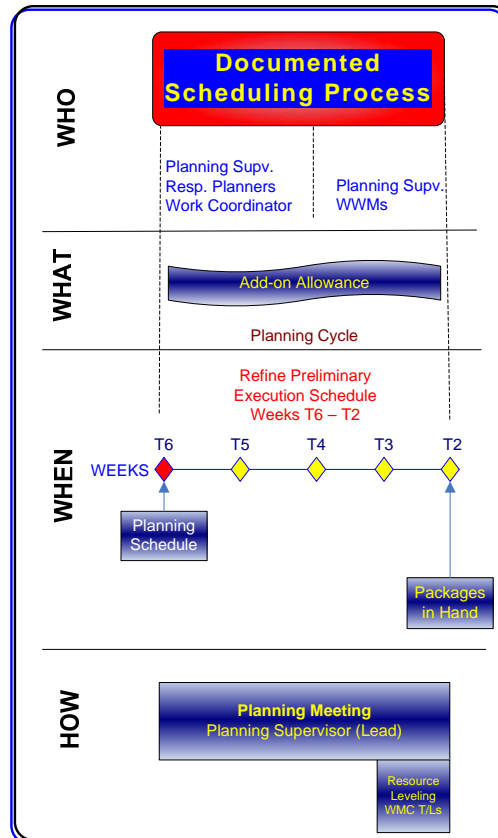 Documented
Scheduling Process
WHO
Planning Supv.
Resp. Planners
Work Coordinator
Planning Supv.
WWMs
WHAT
Add-on Allowance
Planning Cycle
WHEN
Refine Preliminary
Execution Schedule
Weeks T6 – T2
T6 T5 T4 T3 T2
WEEKS
Planning
Schedule
Packages
in Hand
HOW
Planning Meeting
Planning Supervisor (Lead)
Resource
Leveling
WMC T/Ls